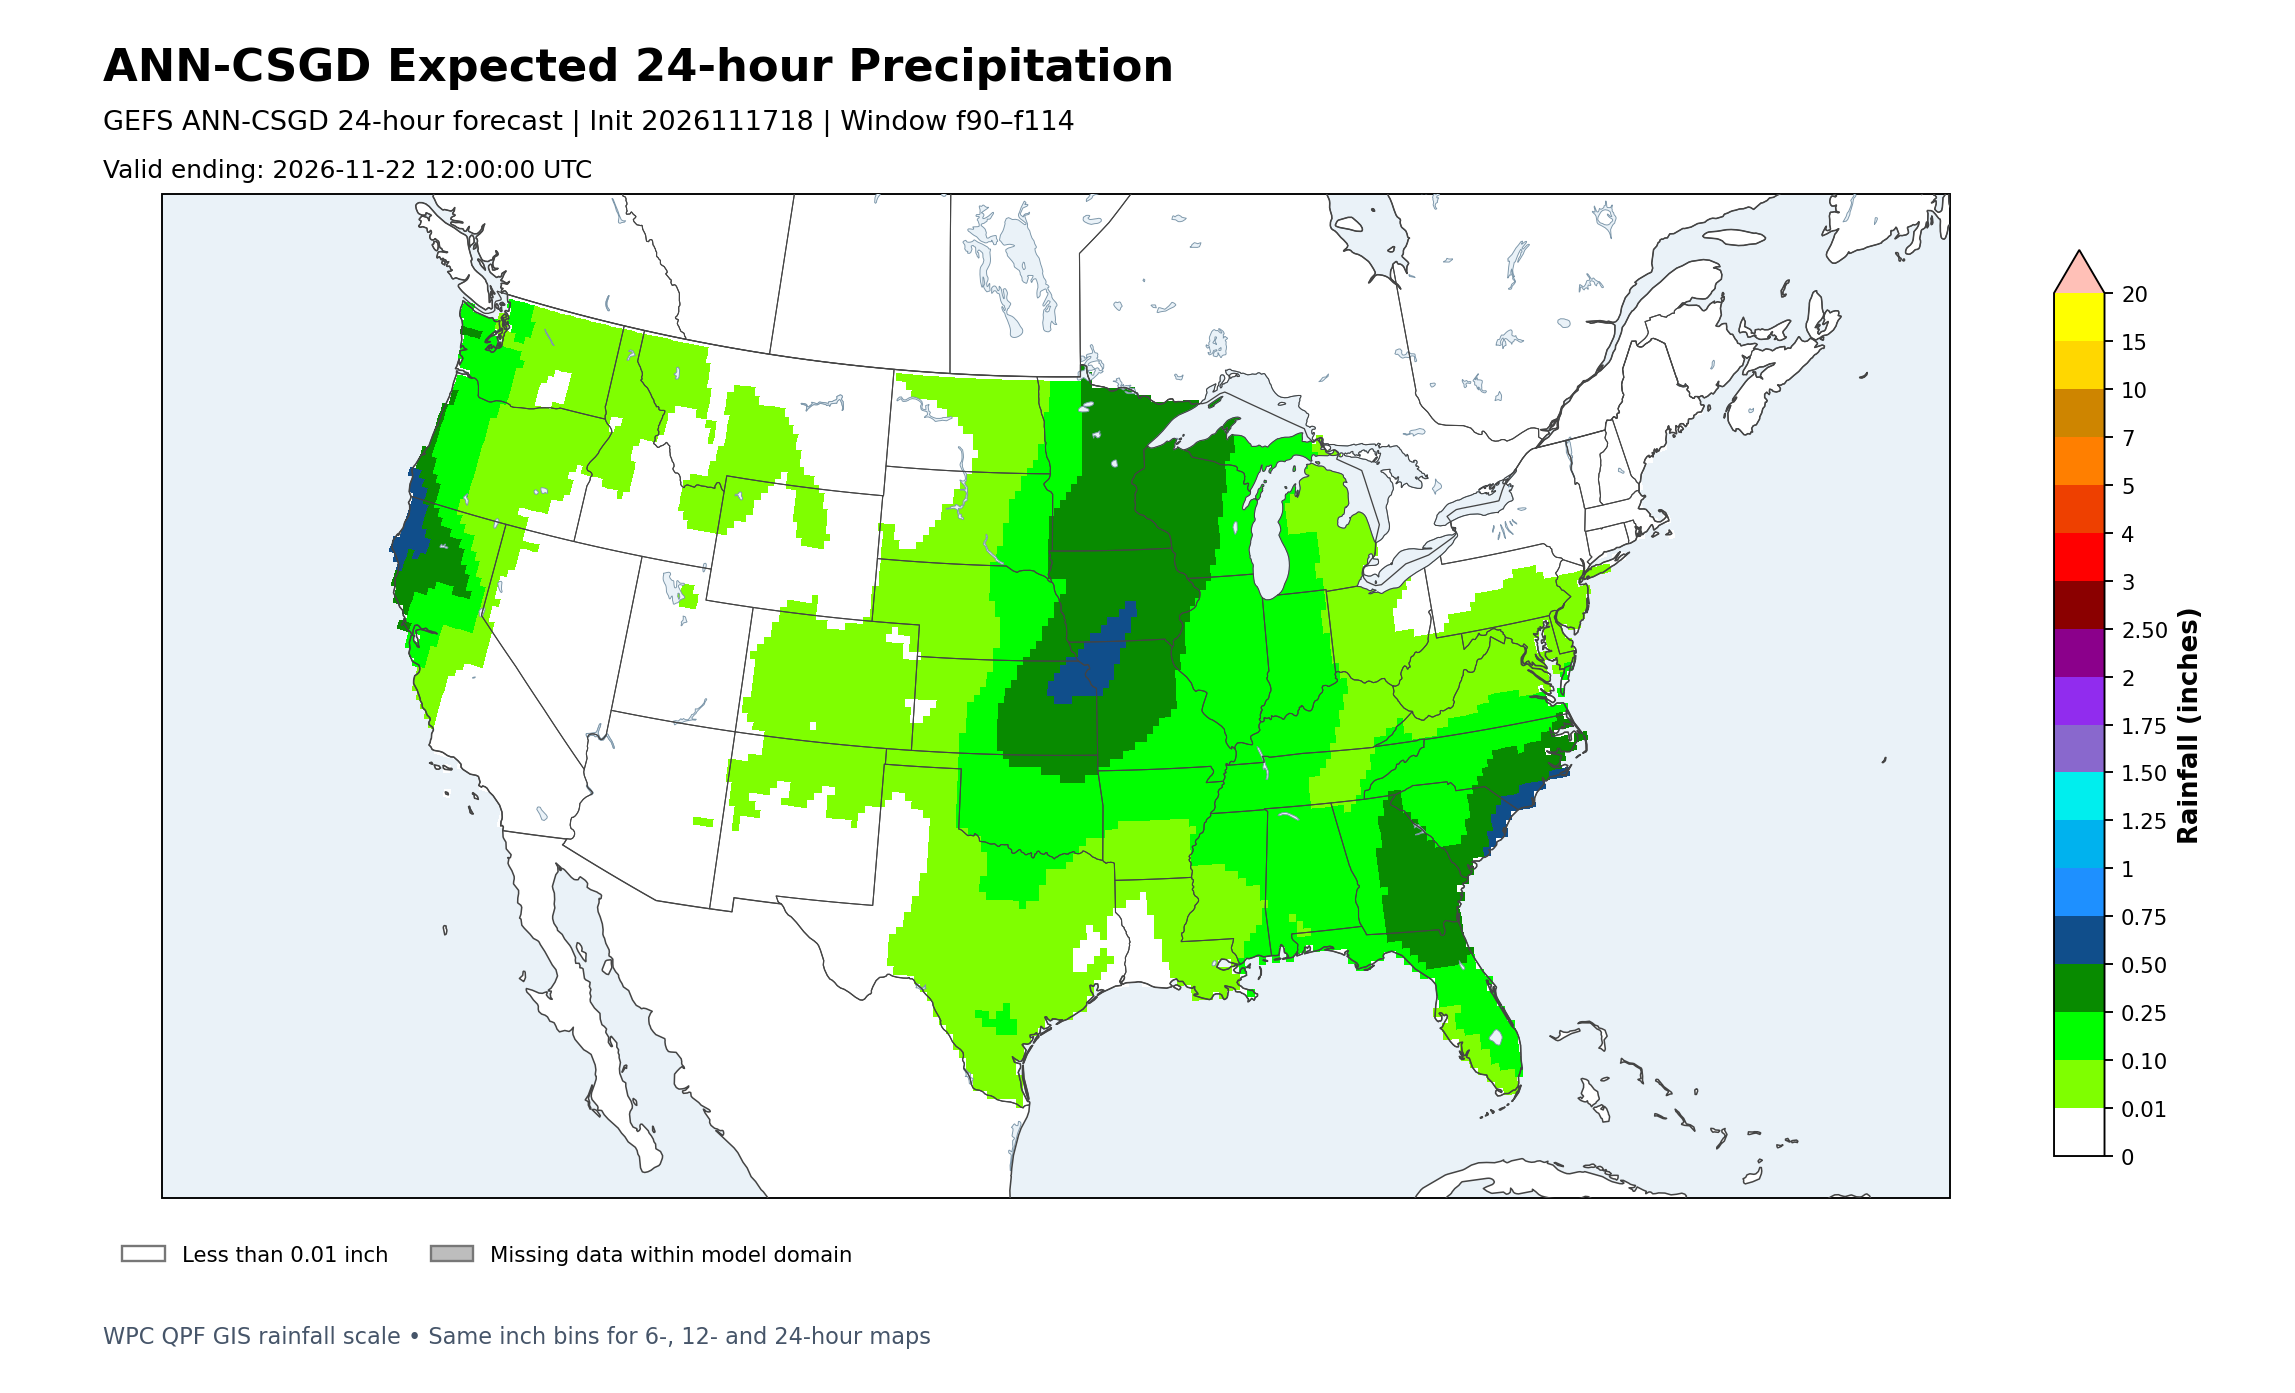 ANN-CSGD Expected 24-hour Precipitation
GEFS ANN-CSGD 24-hour forecast | Init 2026111718 | Window f90–f114
Valid ending: 2026-11-22 12:00:00 UTC
20
15
10
7
5
4
3
2.50
2
1.75
1.50
1.25
1
0.75
0.50
0.25
0.10
0.01
0
Rainfall (inches)
Less than 0.01 inch
Missing data within model domain
WPC QPF GIS rainfall scale • Same inch bins for 6-, 12- and 24-hour maps